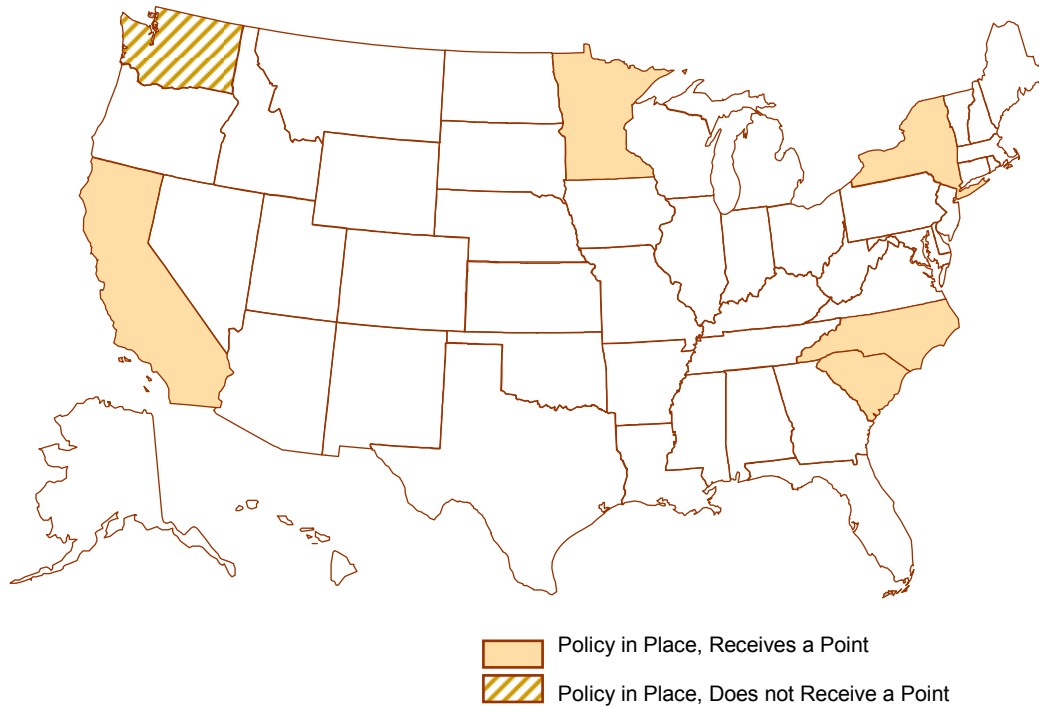 Policy in Place, Receives a Point
Policy in Place, Does not Receive a Point